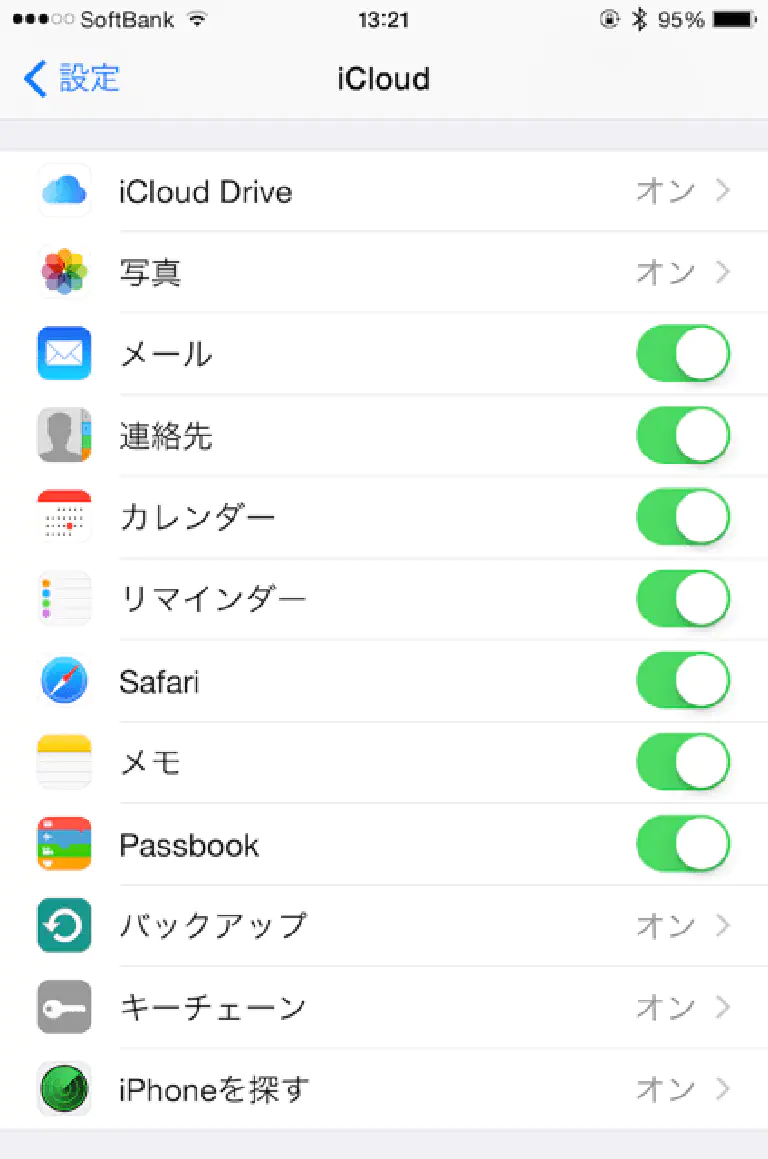 SoftBank 13:21 95%
設定 iCloud
iCloud Drive オン
写真 オン
メール
連絡先
カレンダー
リマインダー
Safari
メモ
Passbook
バックアップ オン
キーチェーン オン
iPhoneを探す オン